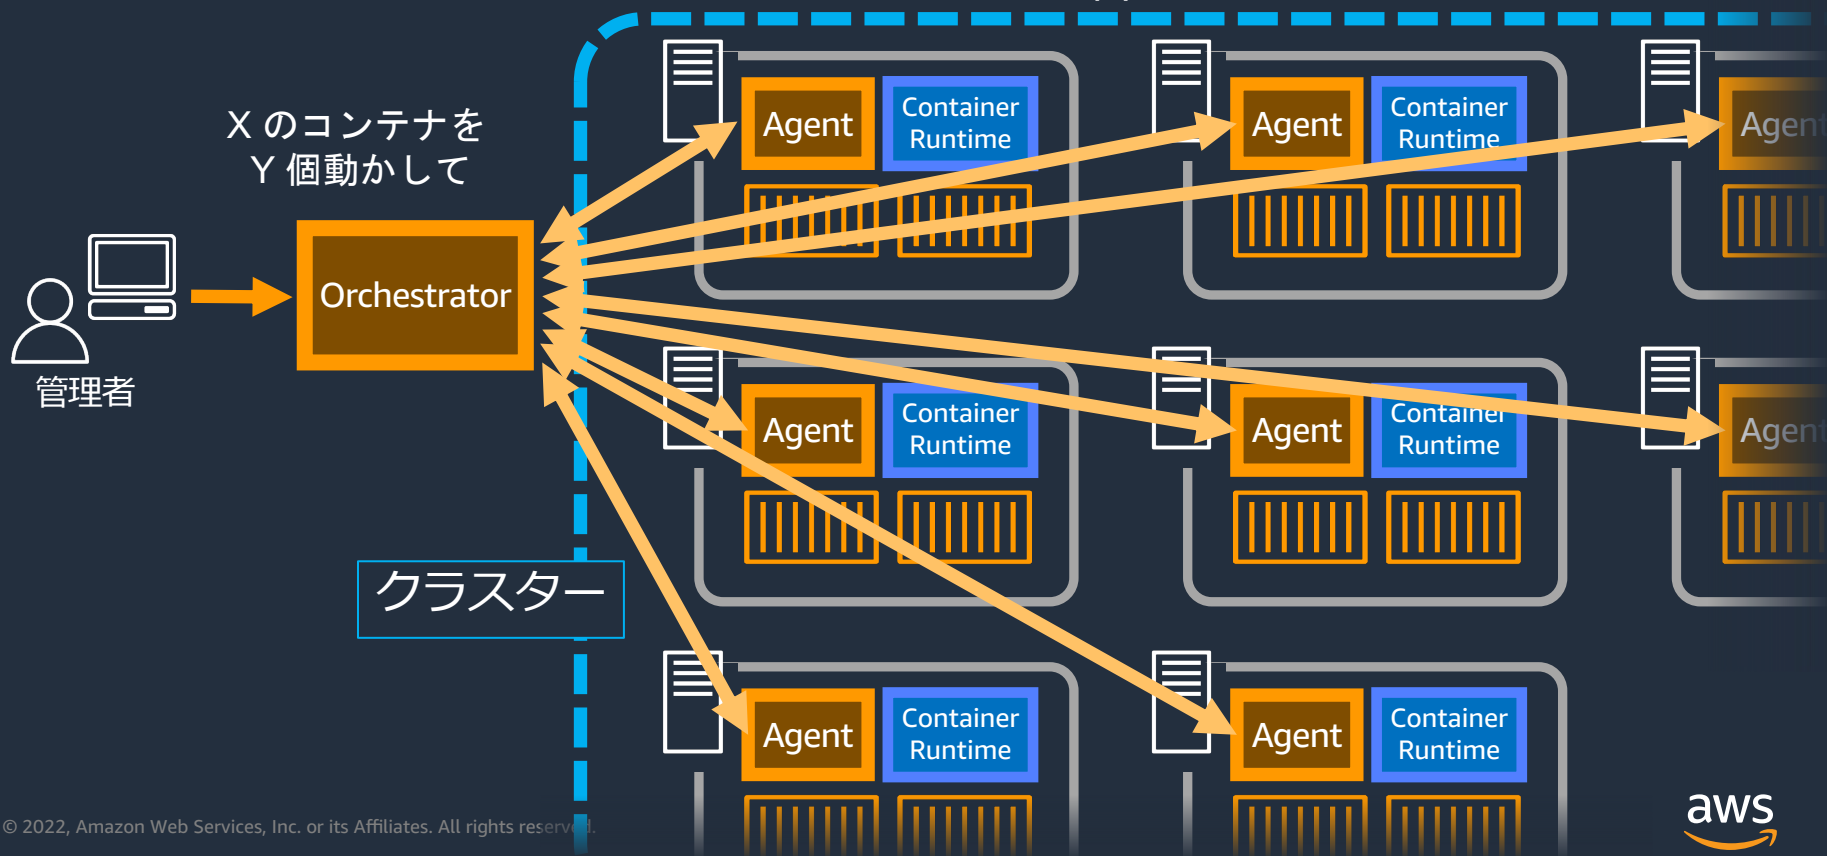 X のコンテナを
Y 個動かして
Orchestrator
管理者
クラスター
Agent
Container
Runtime
Agent
Container
Runtime
Agent
Agent
Container
Runtime
Agent
Container
Runtime
Agent
Agent
Container
Runtime
Agent
Container
Runtime
© 2022, Amazon Web Services, Inc. or its Affiliates. All rights reserved.
aws